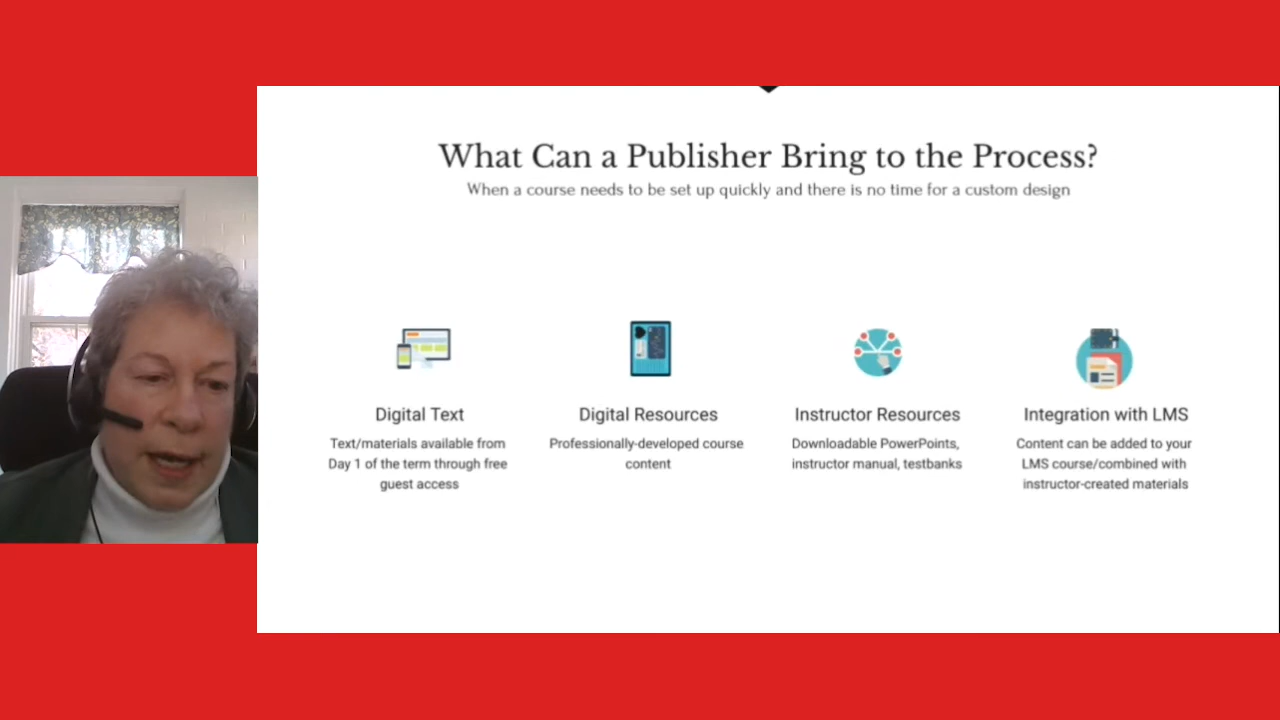 What Can a Publisher Bring to the Process?
When a course needs to be set up quickly and there is no time for a custom design
Digital Text
Text/materials available from
Day 1 of the term through free
guest access
Digital Resources
Professionally-developed course
content
Instructor Resources
Downloadable PowerPoints,
instructor manual, testbanks
Integration with LMS
Content can be added to your
LMS course/combined with
instructor-created materials